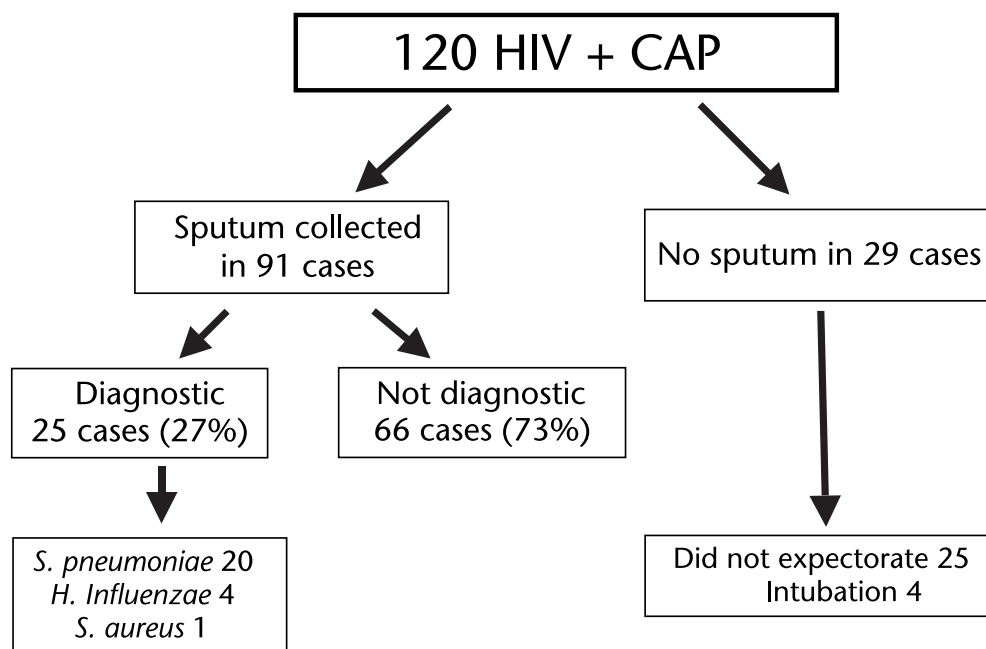 120 HIV + CAP
Sputum collected
in 91 cases
No sputum in 29 cases
Diagnostic
25 cases (27%)
Not diagnostic
66 cases (73%)
S. pneumoniae 20
H. Influenzae 4
S. aureus 1
Did not expectorate 25
Intubation 4